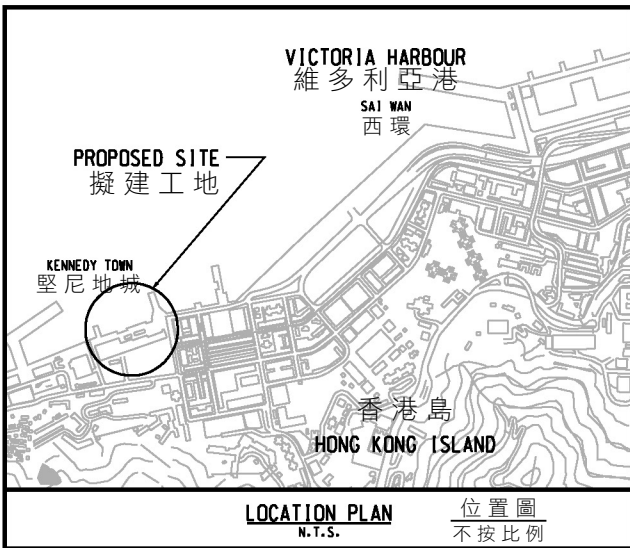 VICTORIA HARBOUR
維多利亞港
SAI WAN
西環
PROPOSED SITE
擬建工地
KENNEDY TOWN
堅尼地城
香港島
HONG KONG ISLAND
LOCATION PLAN
N.T.S.
位置圖
不按比例